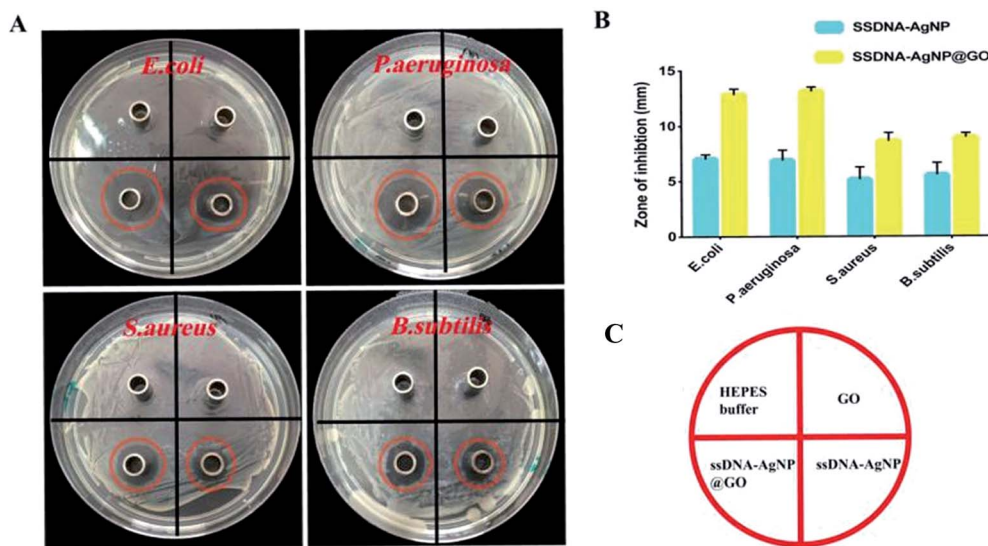 A
E.coli
P.aeruginosa
S.aureus
B.subtilis
B
SSDNA-AgNP
SSDNA-AgNP@GO
Zone of inhibtion (mm)
15
10
5
0
E.coli
P.aeruginosa
S.aureus
B.subtilis
C
HEPES
buffer
GO
ssDNA-AgNP
@GO
ssDNA-AgNP